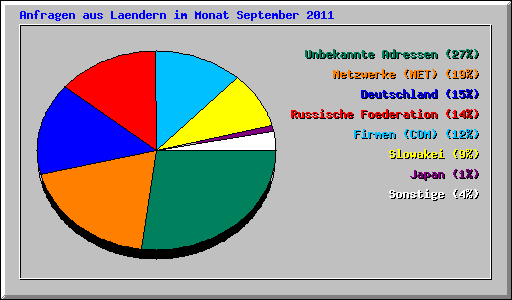 Anfragen aus Laendern im Monat September 2011
Unbekannte Adressen (27%)
Netzwerke (NET) (19%)
Deutschland (15%)
Russische Foederation (14%)
Firmen (COM) (12%)
Slowakei (9%)
Japan (1%)
Sonstige (4%)